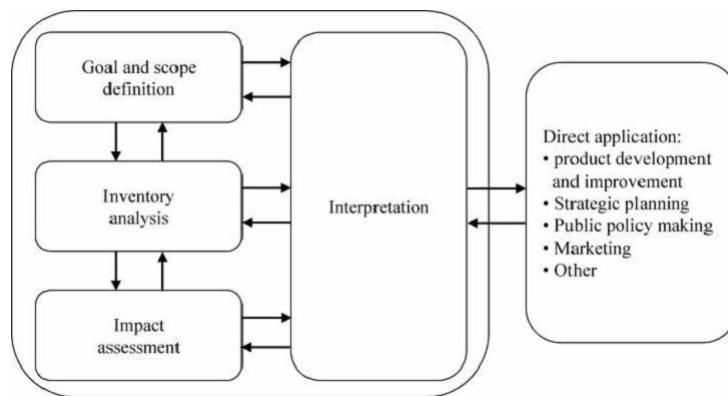 Goal and scope
definition
Inventory
analysis
Impact
assessment
Interpretation
Direct application:
• product development
and improvement
• Strategic planning
• Public policy making
• Marketing
• Other